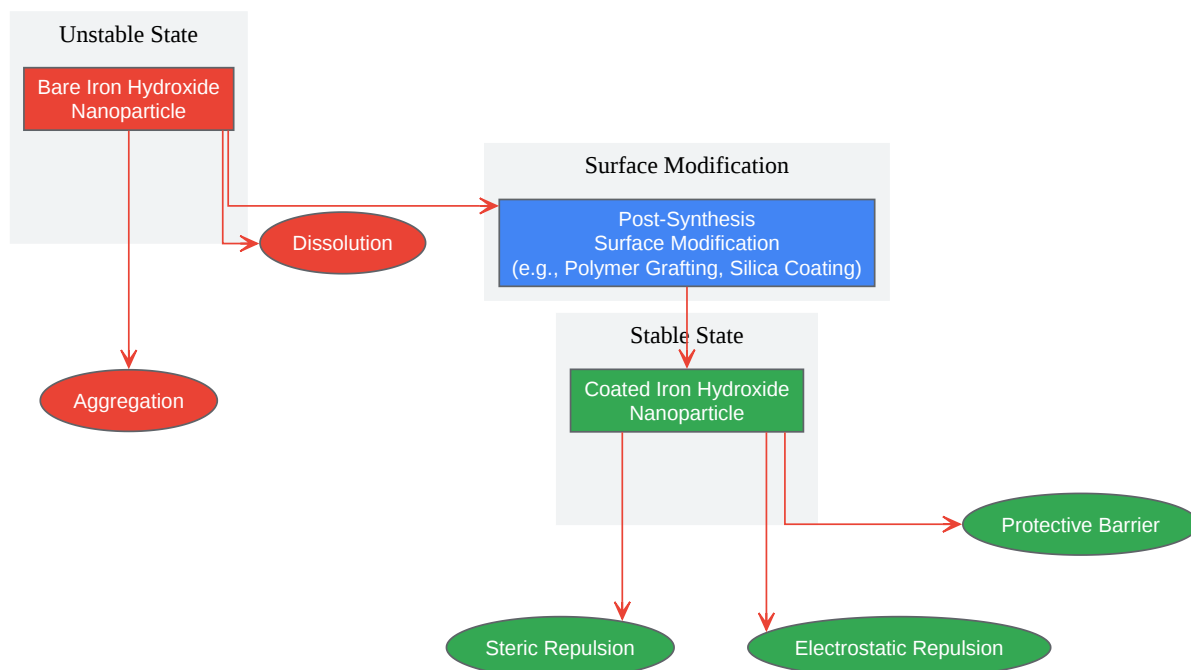 Unstable State
Bare Iron Hydroxide
Nanoparticle
Surface Modification
Post-Synthesis
Surface Modification
(e.g., Polymer Grafting, Silica Coating)
Dissolution
Stable State
Coated Iron Hydroxide
Nanoparticle
Aggregation
Protective Barrier
Steric Repulsion
Electrostatic Repulsion